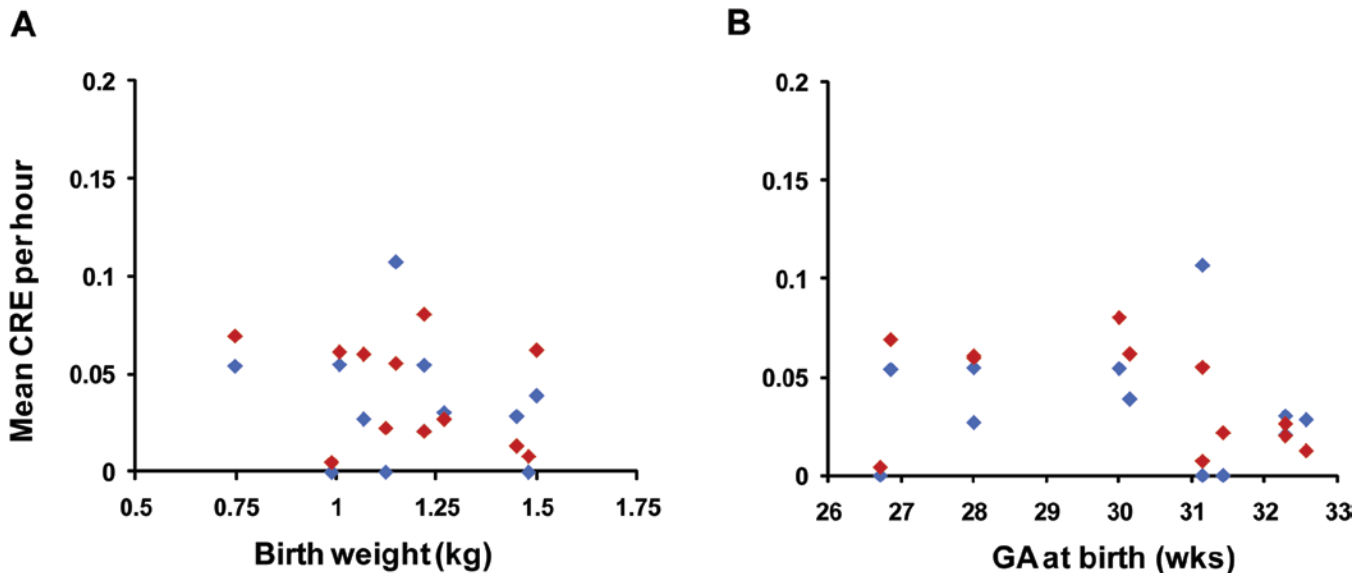 A
B
Mean CRE per hour
0.2
0.15
0.1
0.05
0
0.5 0.75 1 1.25 1.5 1.75
Birth weight (kg)
0.2
0.15
0.1
0.05
0
26 27 28 29 30 31 32 33
GA at birth (wks)